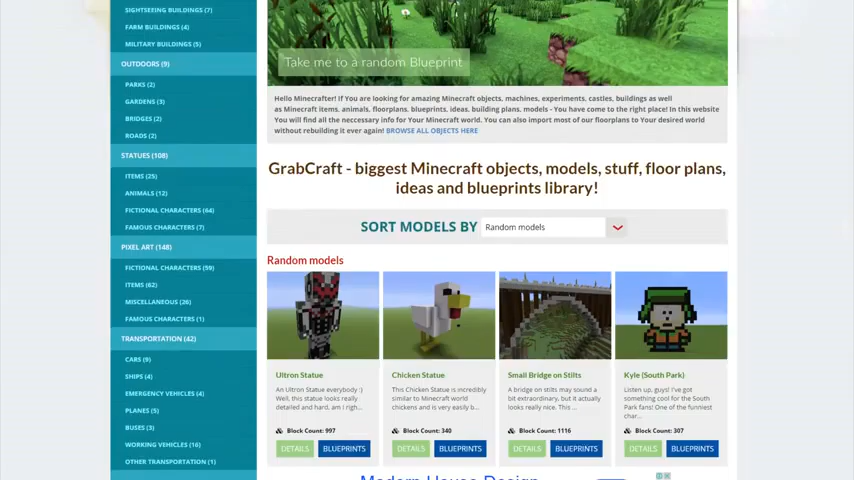 SIGHTSEEING BUILDINGS (7)
FARM BUILDINGS (4)
MILITARY BUILDINGS (5)
OUTDOORS (9)
PARKS (2)
GARDENS (3)
BRIDGES (2)
ROADS (2)
STATUES (108)
ITEMS (25)
ANIMALS (12)
FICTIONAL CHARACTERS (64)
FAMOUS CHARACTERS (7)
PIXEL ART (148)
FICTIONAL CHARACTERS (59)
ITEMS (62)
MISCELLANEOUS (26)
FAMOUS CHARACTERS (1)
TRANSPORTATION (42)
CARS (9)
SHIPS (4)
EMERGENCY VEHICLES (4)
PLANES (5)
BUSES (3)
WORKING VEHICLES (16)
OTHER TRANSPORTATION (1)
Take me to a random Blueprint
Hello Minecrafter! If You are looking for amazing Minecraft objects, machines, experiments, castles, buildings as well
as Minecraft items, animals, floorplans, blueprints, ideas, building plans, models - You have come to the right place! In this website
You will find all the neccessary info for Your Minecraft world. You can also import most of our floorplans to Your desired world
without rebuilding it ever again! BROWSE ALL OBJECTS HERE
GrabCraft - biggest Minecraft objects, models, stuff, floor plans,
ideas and blueprints library!
SORT MODELS BY Random models
Random models
Ultron Statue
An Ultron Statue everybody :)
Well, this statue looks really
detailed and hard, am I righ...
Block Count: 997
DETAILS BLUEPRINTS
Chicken Statue
This Chicken Statue is incredibly
similar to Minecraft world
chickens and is very easily b...
Block Count: 340
DETAILS BLUEPRINTS
Small Bridge on Stilts
A bridge on stilts may sound a
bit extraordinary, but it actually
looks really nice. This ...
Block Count: 1116
DETAILS BLUEPRINTS
Kyle (South Park)
Listen up, guys! I've got
something cool for the South
Park fans! One of the funniest
char...
Block Count: 307
DETAILS BLUEPRINTS
Modern House Design